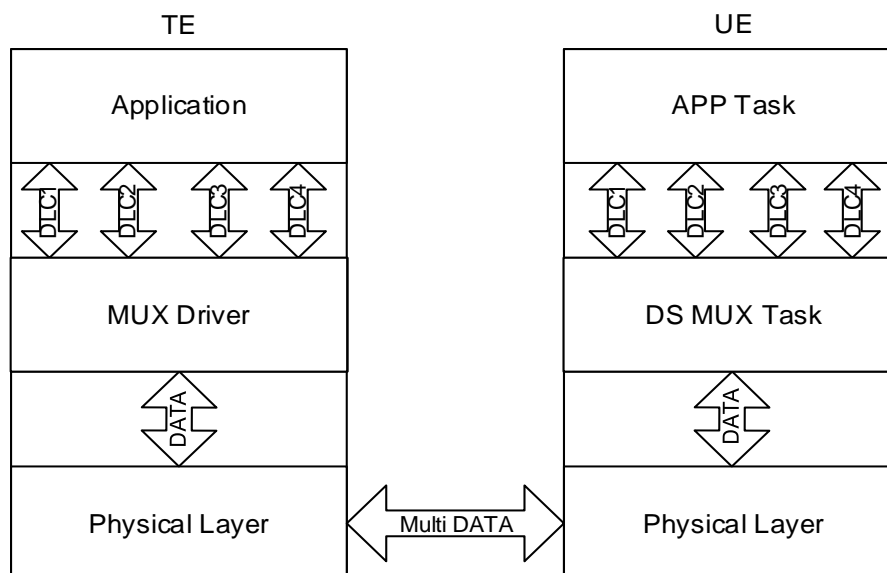 TE
UE
Application
APP Task
DLC1
DLC2
DLC3
DLC4
DLC1
DLC2
DLC3
DLC4
MUX Driver
DS MUX Task
DATA
DATA
Physical Layer
Multi DATA
Physical Layer